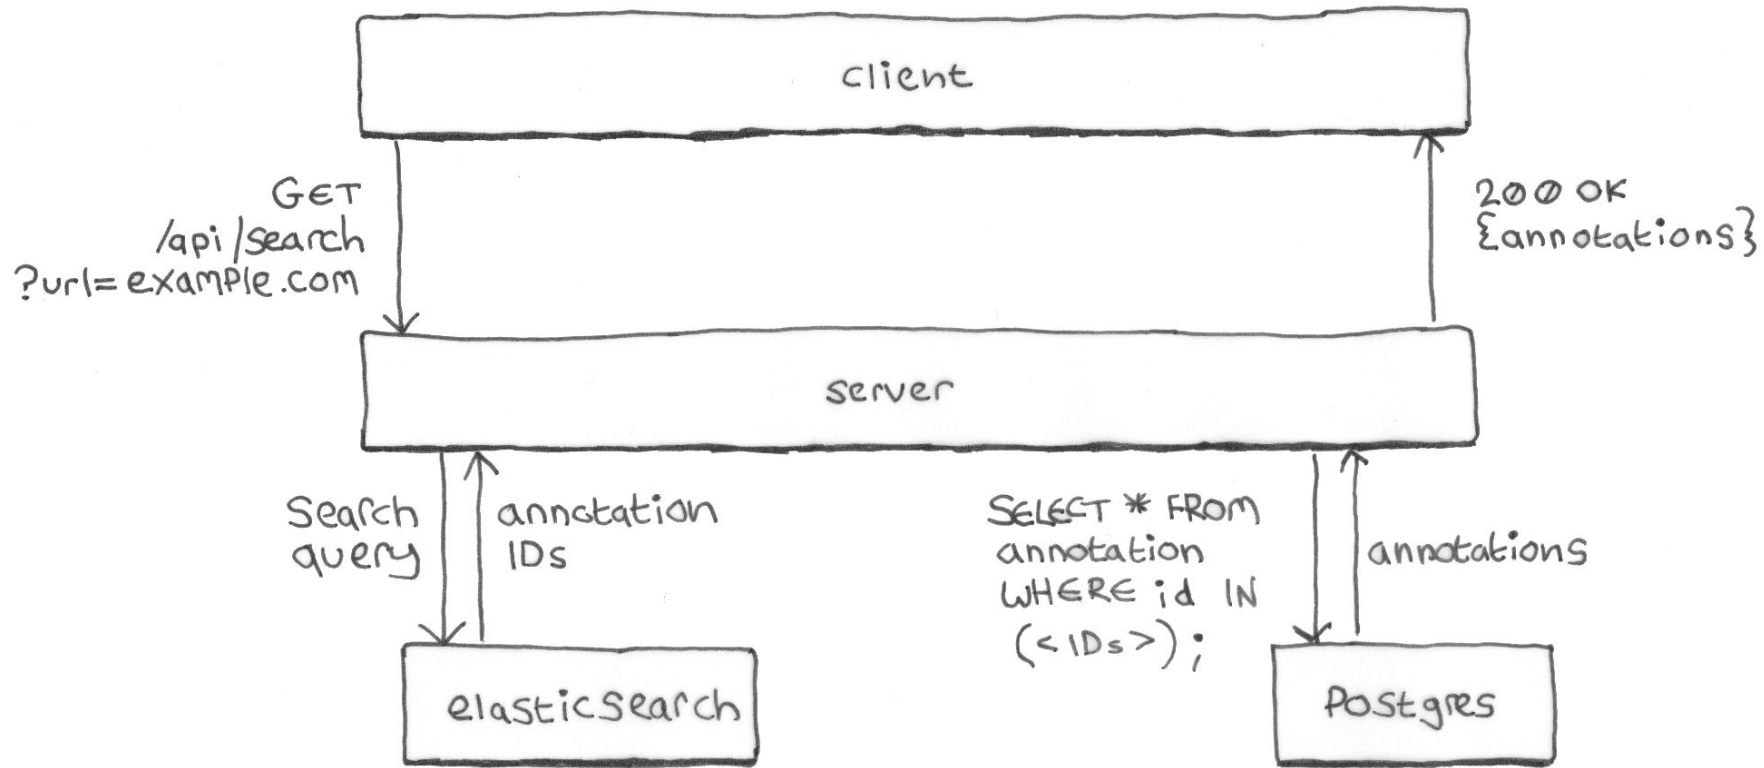 client
GET
/api/search
?url=example.com
200 OK
{annotations}
server
Search
query
annotation
IDs
SELECT * FROM
annotation
WHERE id IN
(<IDs>);
annotations
elasticsearch
Postgres